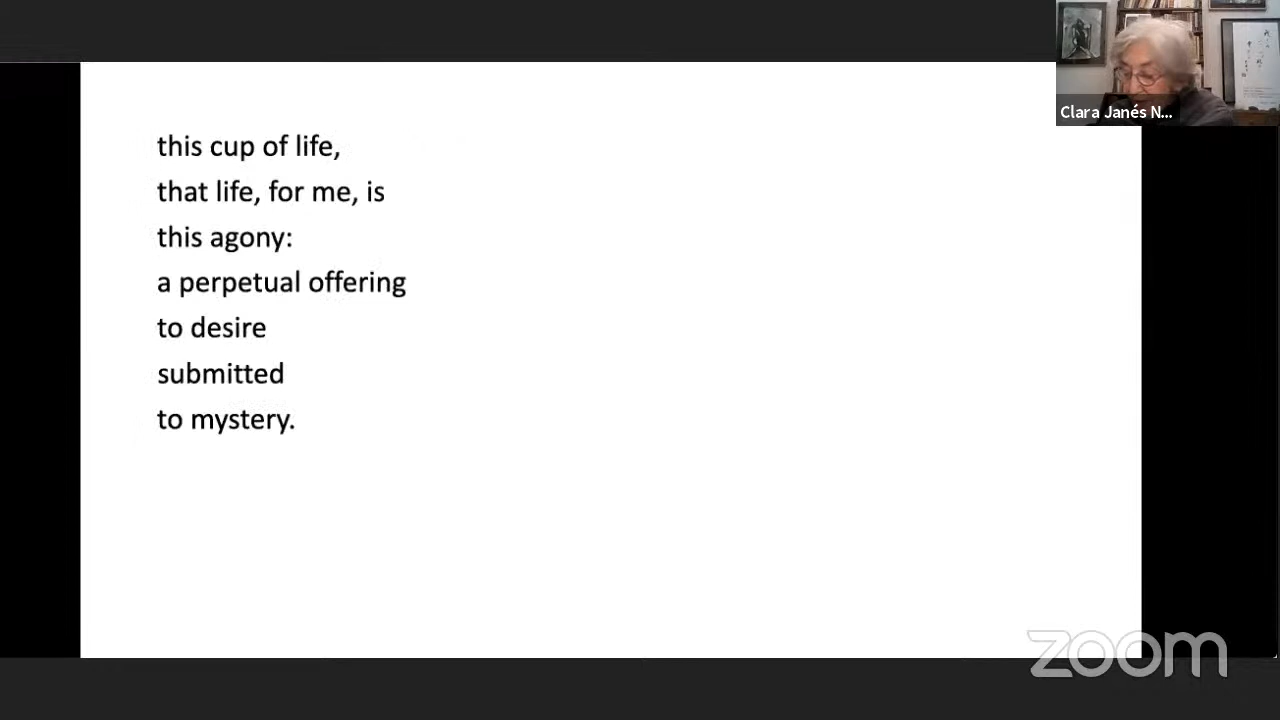 this cup of life,
that life, for me, is
this agony:
a perpetual offering
to desire
submitted
to mystery.
Clara Janés N...
zoom